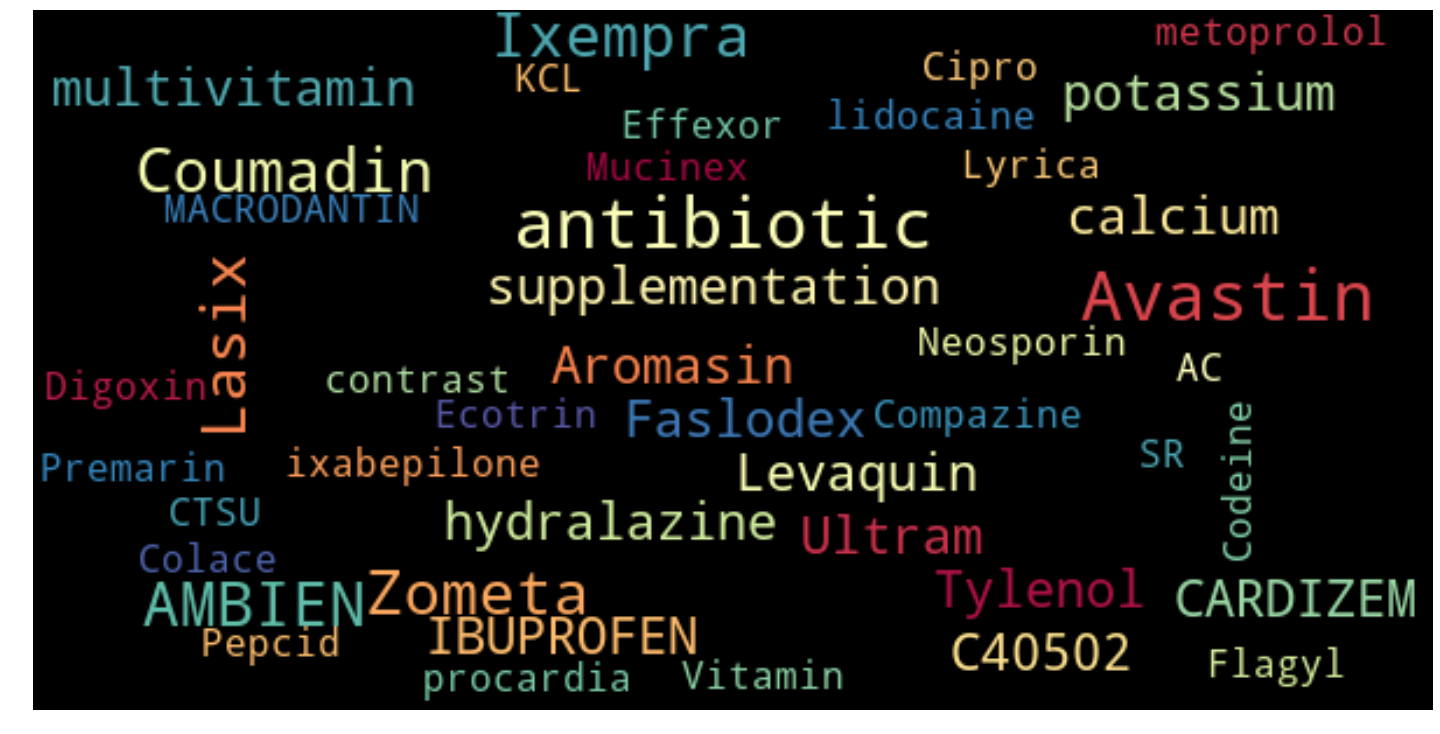 Ixempra
metoprolol
multivitamin
KCL
Cipro
potassium
Effexor
lidocaine
Coumadin
Mucinex
Lyrica
MACRODANTIN
antibiotic
calcium
Lasix
supplementation
Avastin
Neosporin
Digoxin
contrast
Aromasin
AC
Ecotrin
Faslodex
Compazine
Codeine
Premarin
ixabepilone
Levaquin
SR
CTSU
hydralazine
Ultram
Colace
AMBIEN
Zometa
Tylenol
CARDIZEM
Pepcid
IBUPROFEN
C40502
Flagyl
procardia
Vitamin